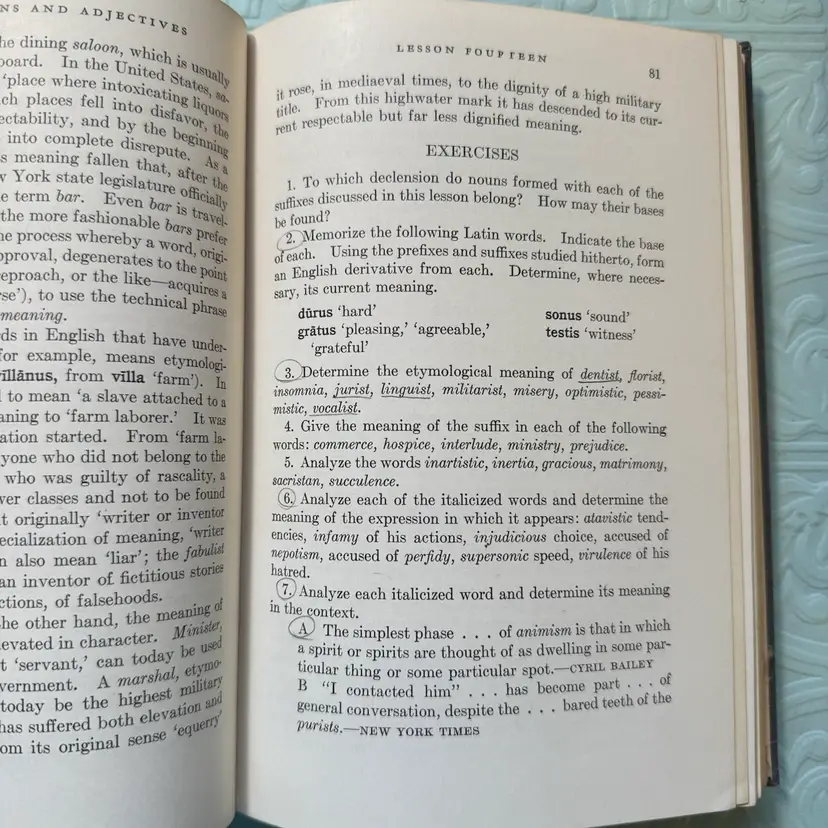 NS AND ADJECTIVES
he dining saloon, which is usually
board. In the United States, sa-
'place where intoxicating liquors
ch places fell into disfavor, the
ectability, and by the beginning
into complete disrepute. As a
s meaning fallen that, after the
w York state legislature officially
e term bar. Even bar is travel-
the more fashionable bars prefer
he process whereby a word, origi-
pproval, degenerates to the point
eproach, or the like—acquires a
rse'), to use the technical phrase
meaning.
rds in English that have under-
for example, means etymologi-
villānus, from vīlla 'farm'). In
d to mean 'a slave attached to a
aning to 'farm laborer.' It was
ation started. From 'farm la-
yone who did not belong to the
who was guilty of rascality, a
wer classes and not to be found
t originally 'writer or inventor
ecialization of meaning, 'writer
n also mean 'liar'; the fabulist
an inventor of fictitious stories
ctions, of falsehoods.
he other hand, the meaning of
levated in character. Minister,
t 'servant,' can today be used
vernment. A marshal, etymo-
today be the highest military
has suffered both elevation and
om its original sense 'equerry'
LESSON FOURTEEN
81
it rose, in mediaeval times, to the dignity of a high military
title. From this highwater mark it has descended to its cur-
rent respectable but far less dignified meaning.
EXERCISES
1. To which declension do nouns formed with each of the
suffixes discussed in this lesson belong? How may their bases
be found?
2. Memorize the following Latin words. Indicate the base
of each. Using the prefixes and suffixes studied hitherto, form
an English derivative from each. Determine, where neces-
sary, its current meaning.
dūrus 'hard' sonus 'sound'
grātus 'pleasing,' 'agreeable,' testis 'witness'
'grateful'
3. Determine the etymological meaning of dentist, florist,
insomnia, jurist, linguist, militarist, misery, optimistic, pessi-
mistic, vocalist.
4. Give the meaning of the suffix in each of the following
words: commerce, hospice, interlude, ministry, prejudice.
5. Analyze the words inartistic, inertia, gracious, matrimony,
sacristan, succulence.
6. Analyze each of the italicized words and determine the
meaning of the expression in which it appears: atavistic tend-
encies, infamy of his actions, injudicious choice, accused of
nepotism, accused of perfidy, supersonic speed, virulence of his
hatred.
7. Analyze each italicized word and determine its meaning
in the context.
A The simplest phase . . . of animism is that in which
a spirit or spirits are thought of as dwelling in some par-
ticular thing or some particular spot.—CYRIL BAILEY
B "I contacted him" . . . has become part . . . of
general conversation, despite the . . . bared teeth of the
purists.—NEW YORK TIMES